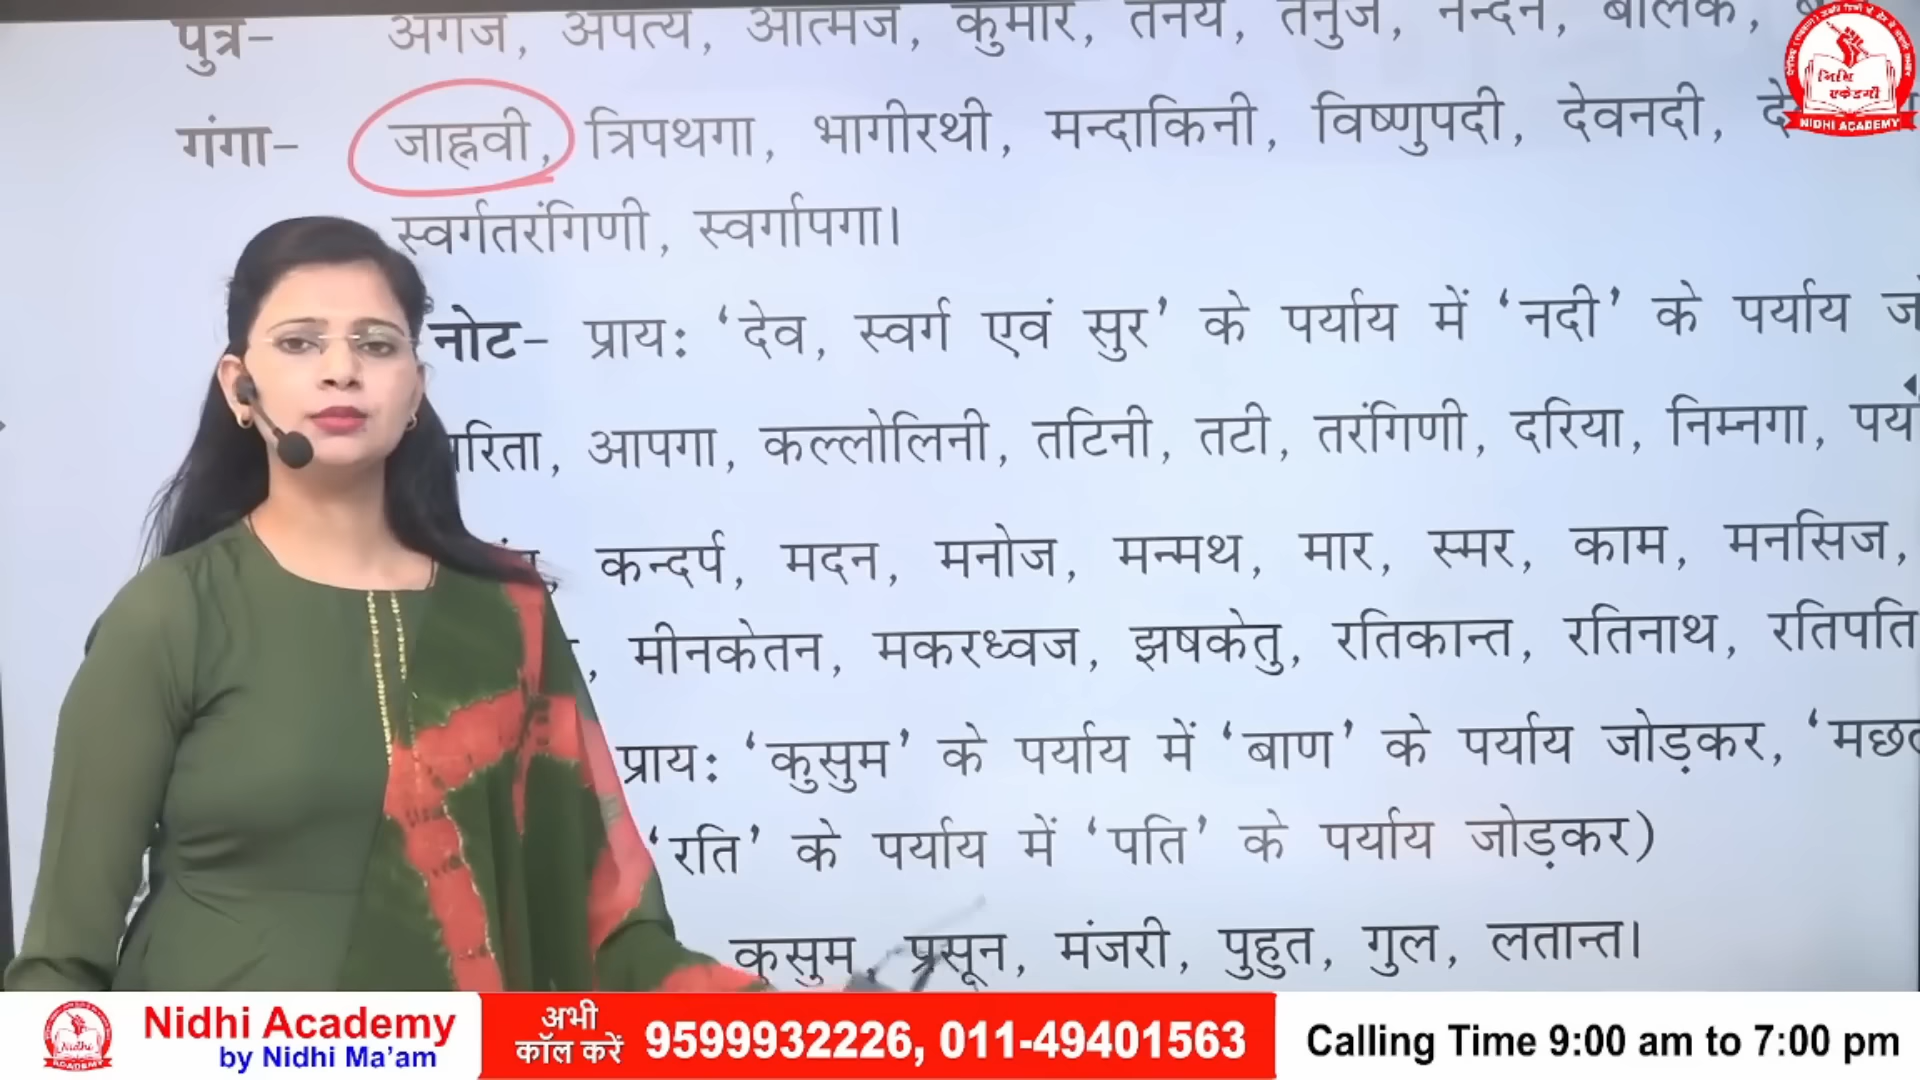 पुत्र- अंगज, अपत्य, आत्मज, कुमार, तनय, तनुज, नन्दन, बालक,
गंगा- जाह्नवी, त्रिपथगा, भागीरथी, मन्दाकिनी, विष्णुपदी, देवनदी,
स्वर्गतरंगिणी, स्वर्गापगा।
नोट- प्रायः ‘देव, स्वर्ग एवं सुर’ के पर्याय में ‘नदी’ के पर्याय
आपगा, कल्लोलिनी, तटिनी, तटी, तरंगिणी, दरिया, निम्नगा,
कन्दर्प, मदन, मनोज, मन्मथ, मार, स्मर, काम, मनसिज,
मीनकेतन, मकरध्वज, झषकेतु, रतिकान्त, रतिनाथ, रतिपति
प्रायः ‘कुसुम’ के पर्याय में ‘बाण’ के पर्याय जोड़कर,
‘रति’ के पर्याय में ‘पति’ के पर्याय जोड़कर)
कुसुम, प्रसून, मंजरी, पुहुत, गुल, लतान्त।
निधि
एकेडमी
NIDHI ACADEMY
Nidhi Academy
by Nidhi Ma'am
अभी
कॉल करें
9599932226, 011-49401563
Calling Time 9:00 am to 7:00 pm